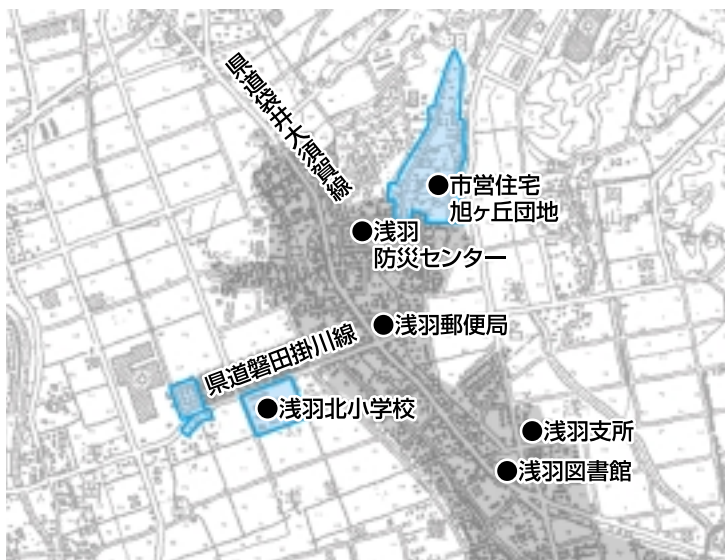 県道袋井大須賀線
●市営住宅
旭ヶ丘団地
●浅羽
防災センター
●浅羽郵便局
県道磐田掛川線
●浅羽北小学校
●浅羽支所
●浅羽図書館